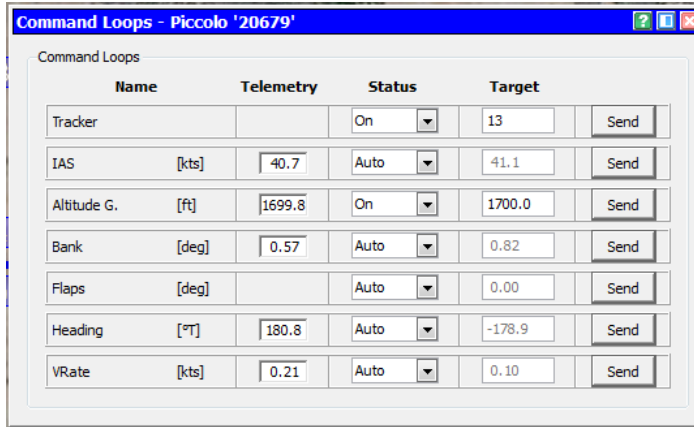 Command Loops - Piccolo '20679'
Command Loops
Name Telemetry Status Target
Tracker On 13 Send
IAS [kts] 40.7 Auto 41.1 Send
Altitude G. [ft] 1699.8 On 1700.0 Send
Bank [deg] 0.57 Auto 0.82 Send
Flaps [deg] Auto 0.00 Send
Heading [°T] 180.8 Auto -178.9 Send
VRate [kts] 0.21 Auto 0.10 Send